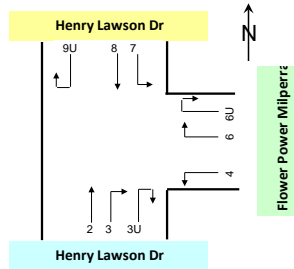 Henry Lawson Dr
N
9U 8 7
6U
6
4
Flower Power Milperra
2 3 3U
Henry Lawson Dr